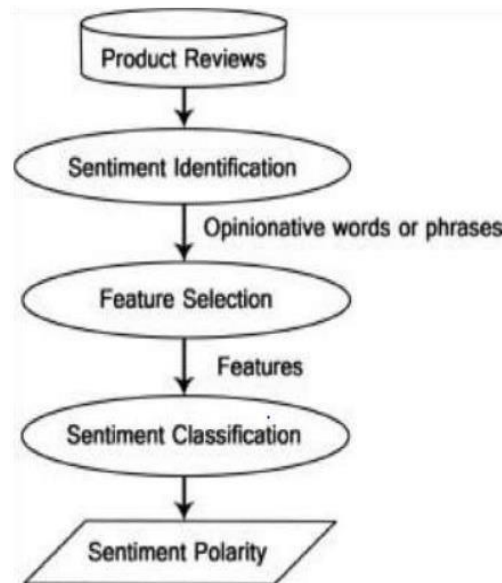 Product Reviews
Sentiment Identification
Opinionative words or phrases
Feature Selection
Features
Sentiment Classification
Sentiment Polarity